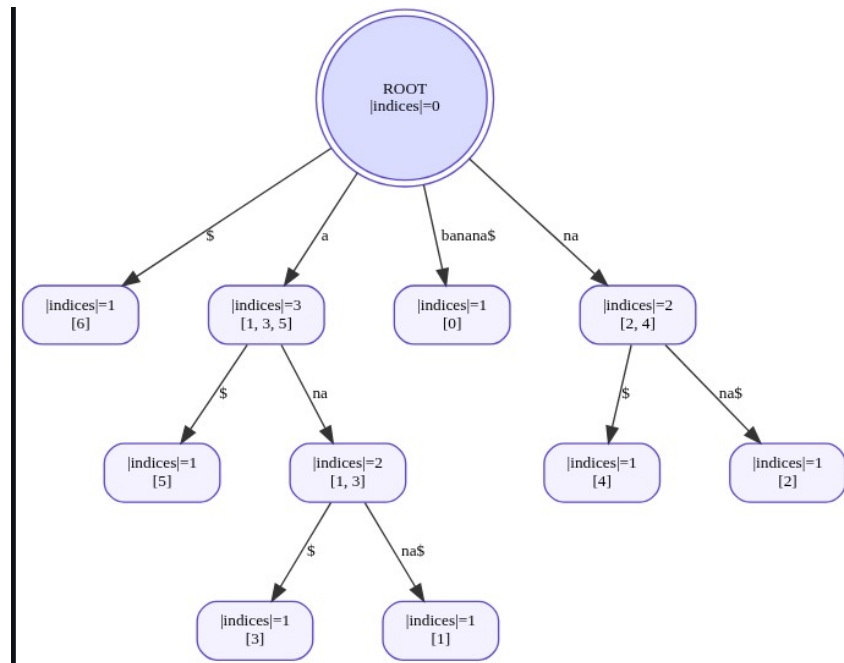 ROOT
|indices|=0
$
a
banana$
na
|indices|=1
[6]
|indices|=3
[1, 3, 5]
|indices|=1
[0]
|indices|=2
[2, 4]
$
na
$
na$
|indices|=1
[5]
|indices|=2
[1, 3]
|indices|=1
[4]
|indices|=1
[2]
$
na$
|indices|=1
[3]
|indices|=1
[1]